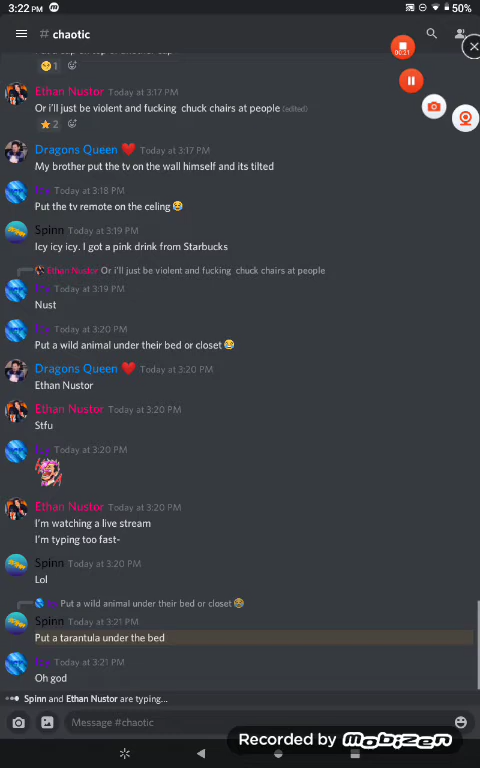 3:22 PM
50%
# chaotic
00:21
1
Ethan Nustor Today at 3:17 PM
Or i'll just be violent and fucking chuck chairs at people (edited)
2
Dragons Queen ❤️ Today at 3:17 PM
My brother put the tv on the wall himself and its tilted
Today at 3:18 PM
Put the tv remote on the celing 😢
Spinn Today at 3:19 PM
Icy icy icy. I got a pink drink from Starbucks
Ethan Nustor Or i'll just be violent and fucking chuck chairs at people
Today at 3:19 PM
Nust
Today at 3:20 PM
Put a wild animal under their bed or closet 😂
Dragons Queen ❤️ Today at 3:20 PM
Ethan Nustor
Ethan Nustor Today at 3:20 PM
Stfu
Today at 3:20 PM
Ethan Nustor Today at 3:20 PM
I'm watching a live stream
I'm typing too fast-
Spinn Today at 3:20 PM
Lol
Put a wild animal under their bed or closet 😂
Spinn Today at 3:21 PM
Put a tarantula under the bed
Today at 3:21 PM
Oh god
Spinn and Ethan Nustor are typing...
Message #chaotic
Recorded by Mobizen